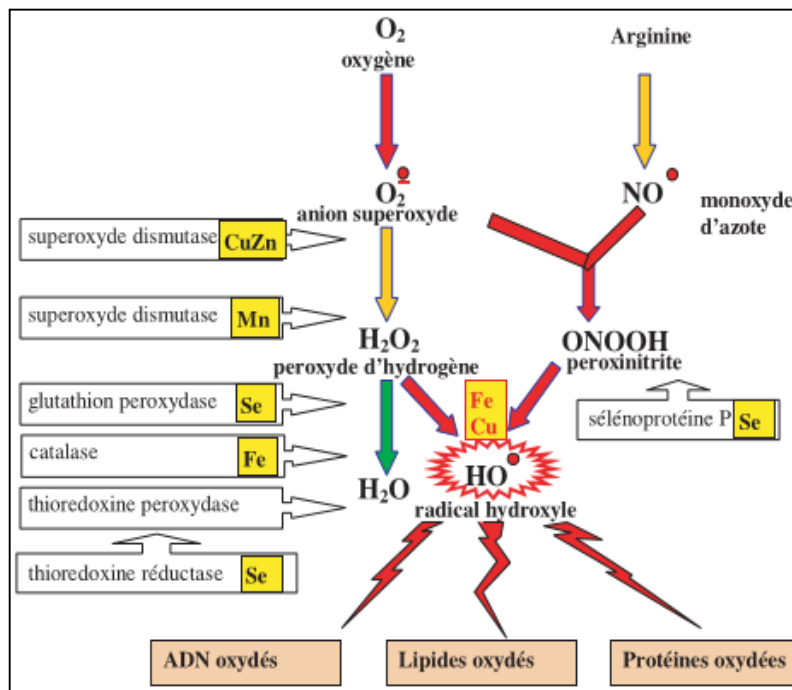 O2
oxygène
Arginine
O2
anion superoxyde
NO
monoxyde
d'azote
superoxyde dismutase CuZn
superoxyde dismutase Mn
H2O2
peroxyde d'hydrogène
ONOOH
peroxinitrite
glutathion peroxydase Se
Fe
Cu
sélénoprotéine P Se
catalase Fe
thioredoxine peroxydase
H2O
HO
radical hydroxyle
thioredoxine réductase Se
ADN oxydés
Lipides oxydés
Protéines oxydées